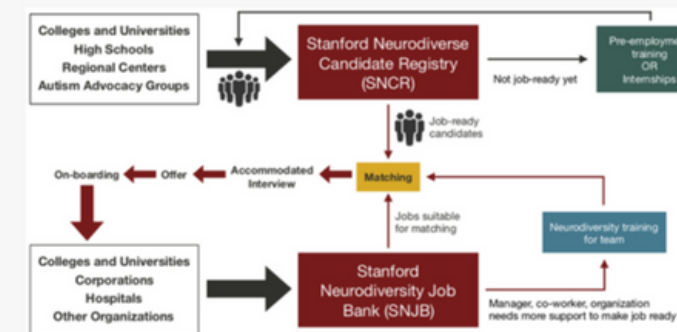 Colleges and Universities
High Schools
Regional Centers
Autism Advocacy Groups
Stanford Neurodiverse
Candidate Registry
(SNCR)
Not job-ready yet
Pre-employme
training
OR
Internships
Job-ready
candidates
On-boarding
Offer
Accommodated
Interview
Matching
Jobs suitable
for matching
Neurodiversity training
for team
Colleges and Universities
Corporations
Hospitals
Other Organizations
Stanford
Neurodiversity Job
Bank (SNJB)
Manager, co-worker, organization
needs more support to make job ready